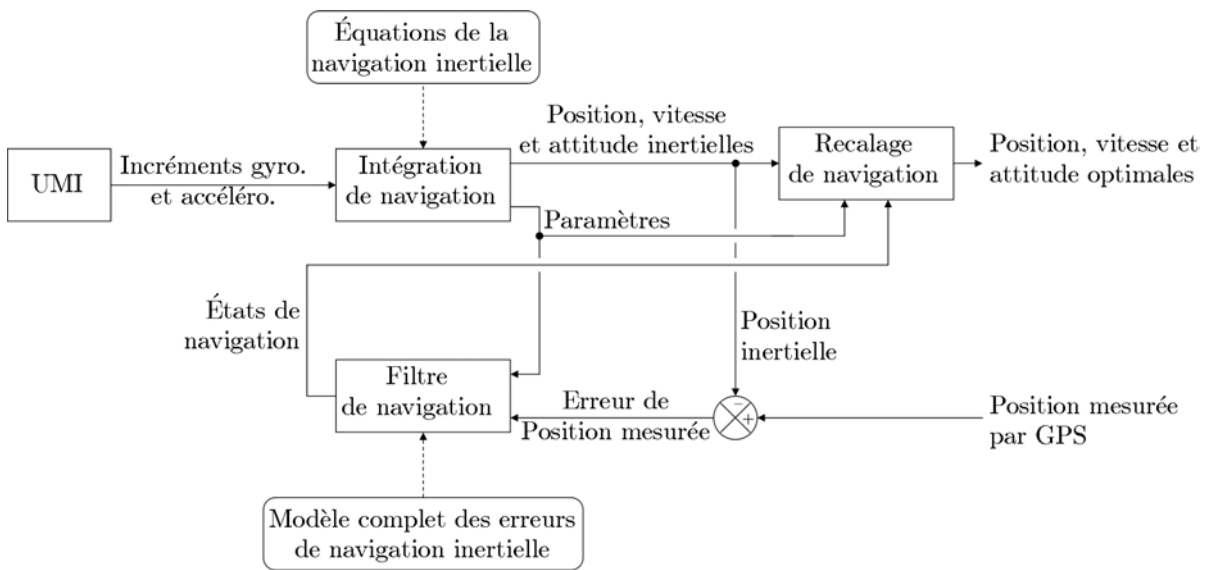 Équations de la
navigation inertielle
Position, vitesse
et attitude inertielles
UMI
Incréments gyro.
et accéléro.
Intégration
de navigation
Recalage
de navigation
Position, vitesse et
attitude optimales
Paramètres
États de
navigation
Position
inertielle
Filtre
de navigation
Erreur de
Position mesurée
−
+
Position mesurée
par GPS
Modèle complet des erreurs
de navigation inertielle